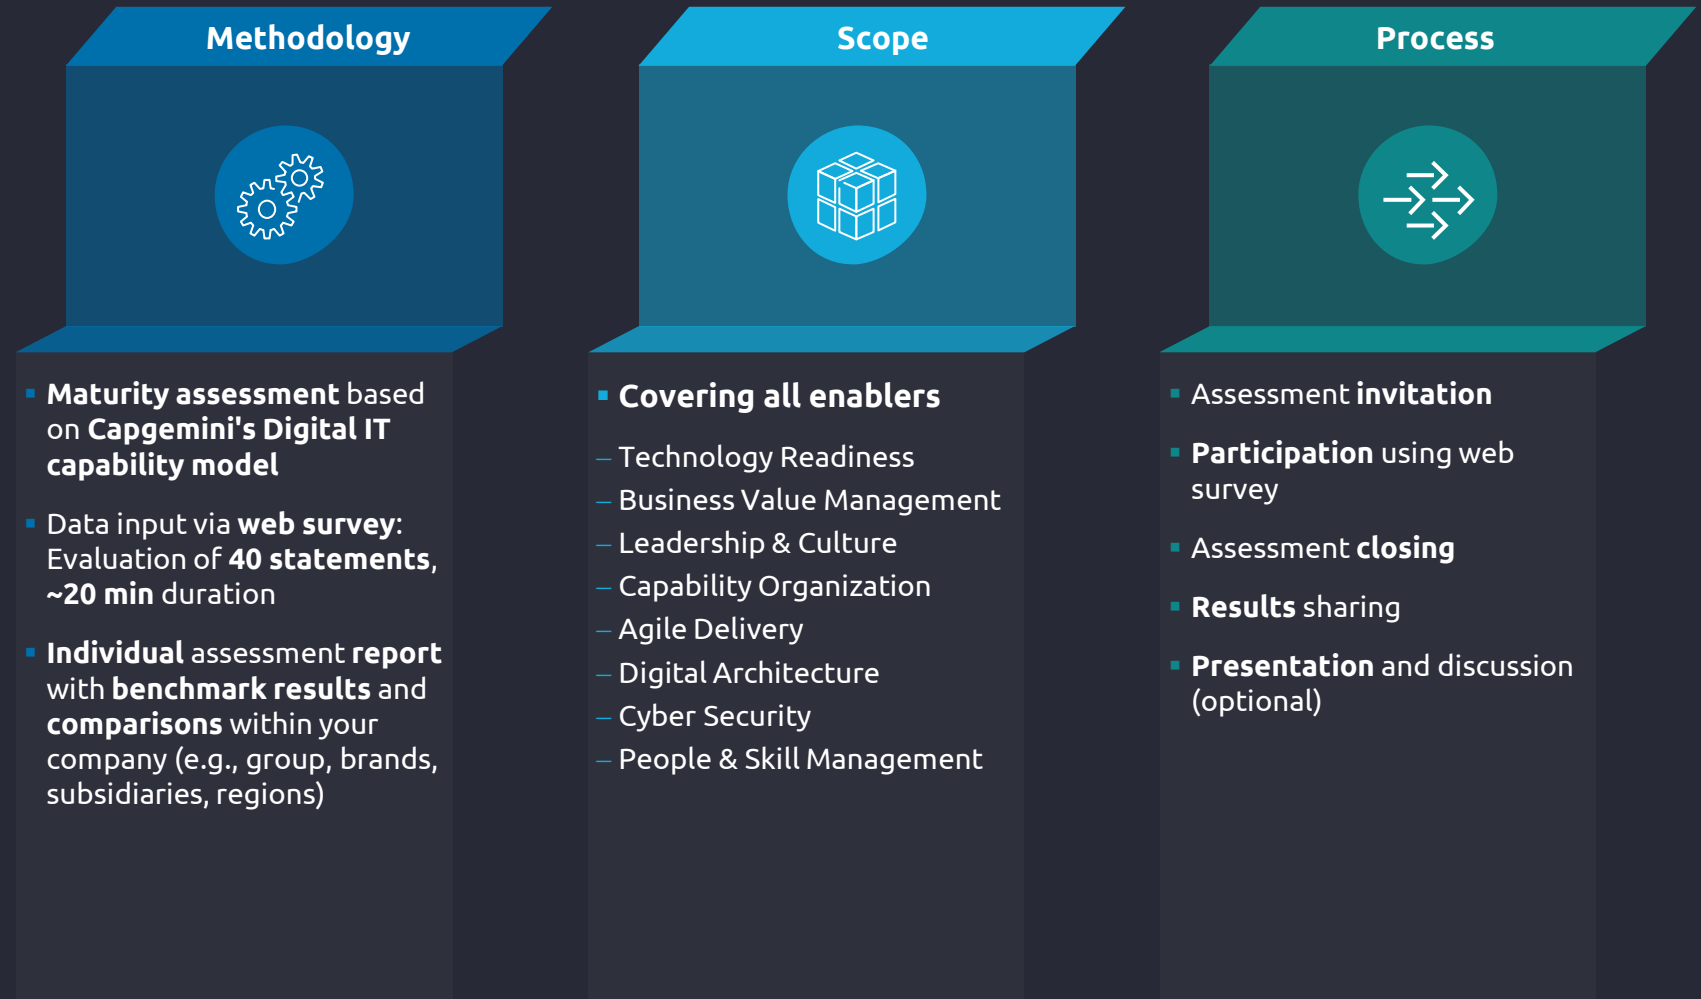 Methodology
Maturity assessment based
on Capgemini's Digital IT
capability model
Data input via web survey:
Evaluation of 40 statements,
~20 min duration
Individual assessment report
with benchmark results and
comparisons within your
company (e.g., group, brands,
subsidiaries, regions)
Scope
Covering all enablers
– Technology Readiness
– Business Value Management
– Leadership & Culture
– Capability Organization
– Agile Delivery
– Digital Architecture
– Cyber Security
– People & Skill Management
Process
Assessment invitation
Participation using web
survey
Assessment closing
Results sharing
Presentation and discussion
(optional)